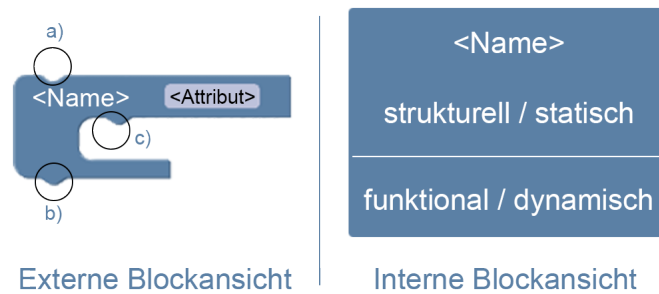 a)
<Name>
<Attribut>
c)
b)
Externe Blockansicht
<Name>
strukturell / statisch
funktional / dynamisch
Interne Blockansicht